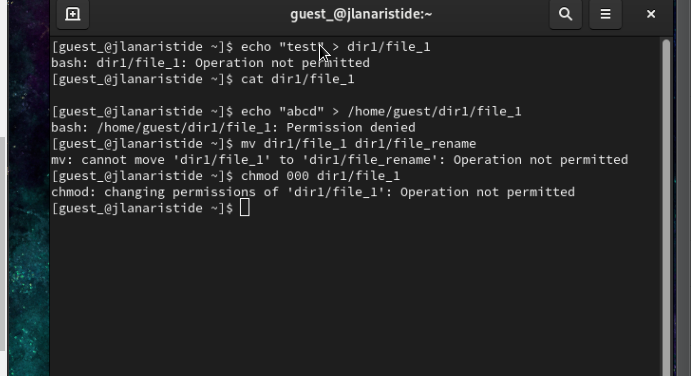 guest_@jlanaristide:~
[guest_@jlanaristide ~]$ echo "test" > dir1/file_1
bash: dir1/file_1: Operation not permitted
[guest_@jlanaristide ~]$ cat dir1/file_1
[guest_@jlanaristide ~]$ echo "abcd" > /home/guest/dir1/file_1
bash: /home/guest/dir1/file_1: Permission denied
[guest_@jlanaristide ~]$ mv dir1/file_1 dir1/file_rename
mv: cannot move 'dir1/file_1' to 'dir1/file_rename': Operation not permitted
[guest_@jlanaristide ~]$ chmod 000 dir1/file_1
chmod: changing permissions of 'dir1/file_1': Operation not permitted
[guest_@jlanaristide ~]$